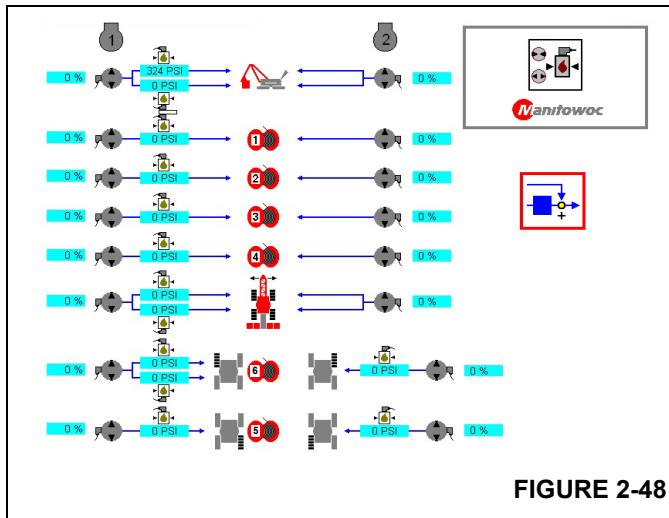 1 2
324 PSI
0 % 0 %
0 PSI
0 % 0 PSI 1 0 %
0 % 0 PSI 2 0 %
0 % 0 PSI 3 0 %
0 % 0 PSI 4 0 %
0 PSI
0 % 0 %
0 PSI
0 PSI
0 % 6 0 PSI 0 %
0 PSI
0 % 0 PSI 5 0 PSI 0 %
Manitowoc
+
FIGURE 2-48